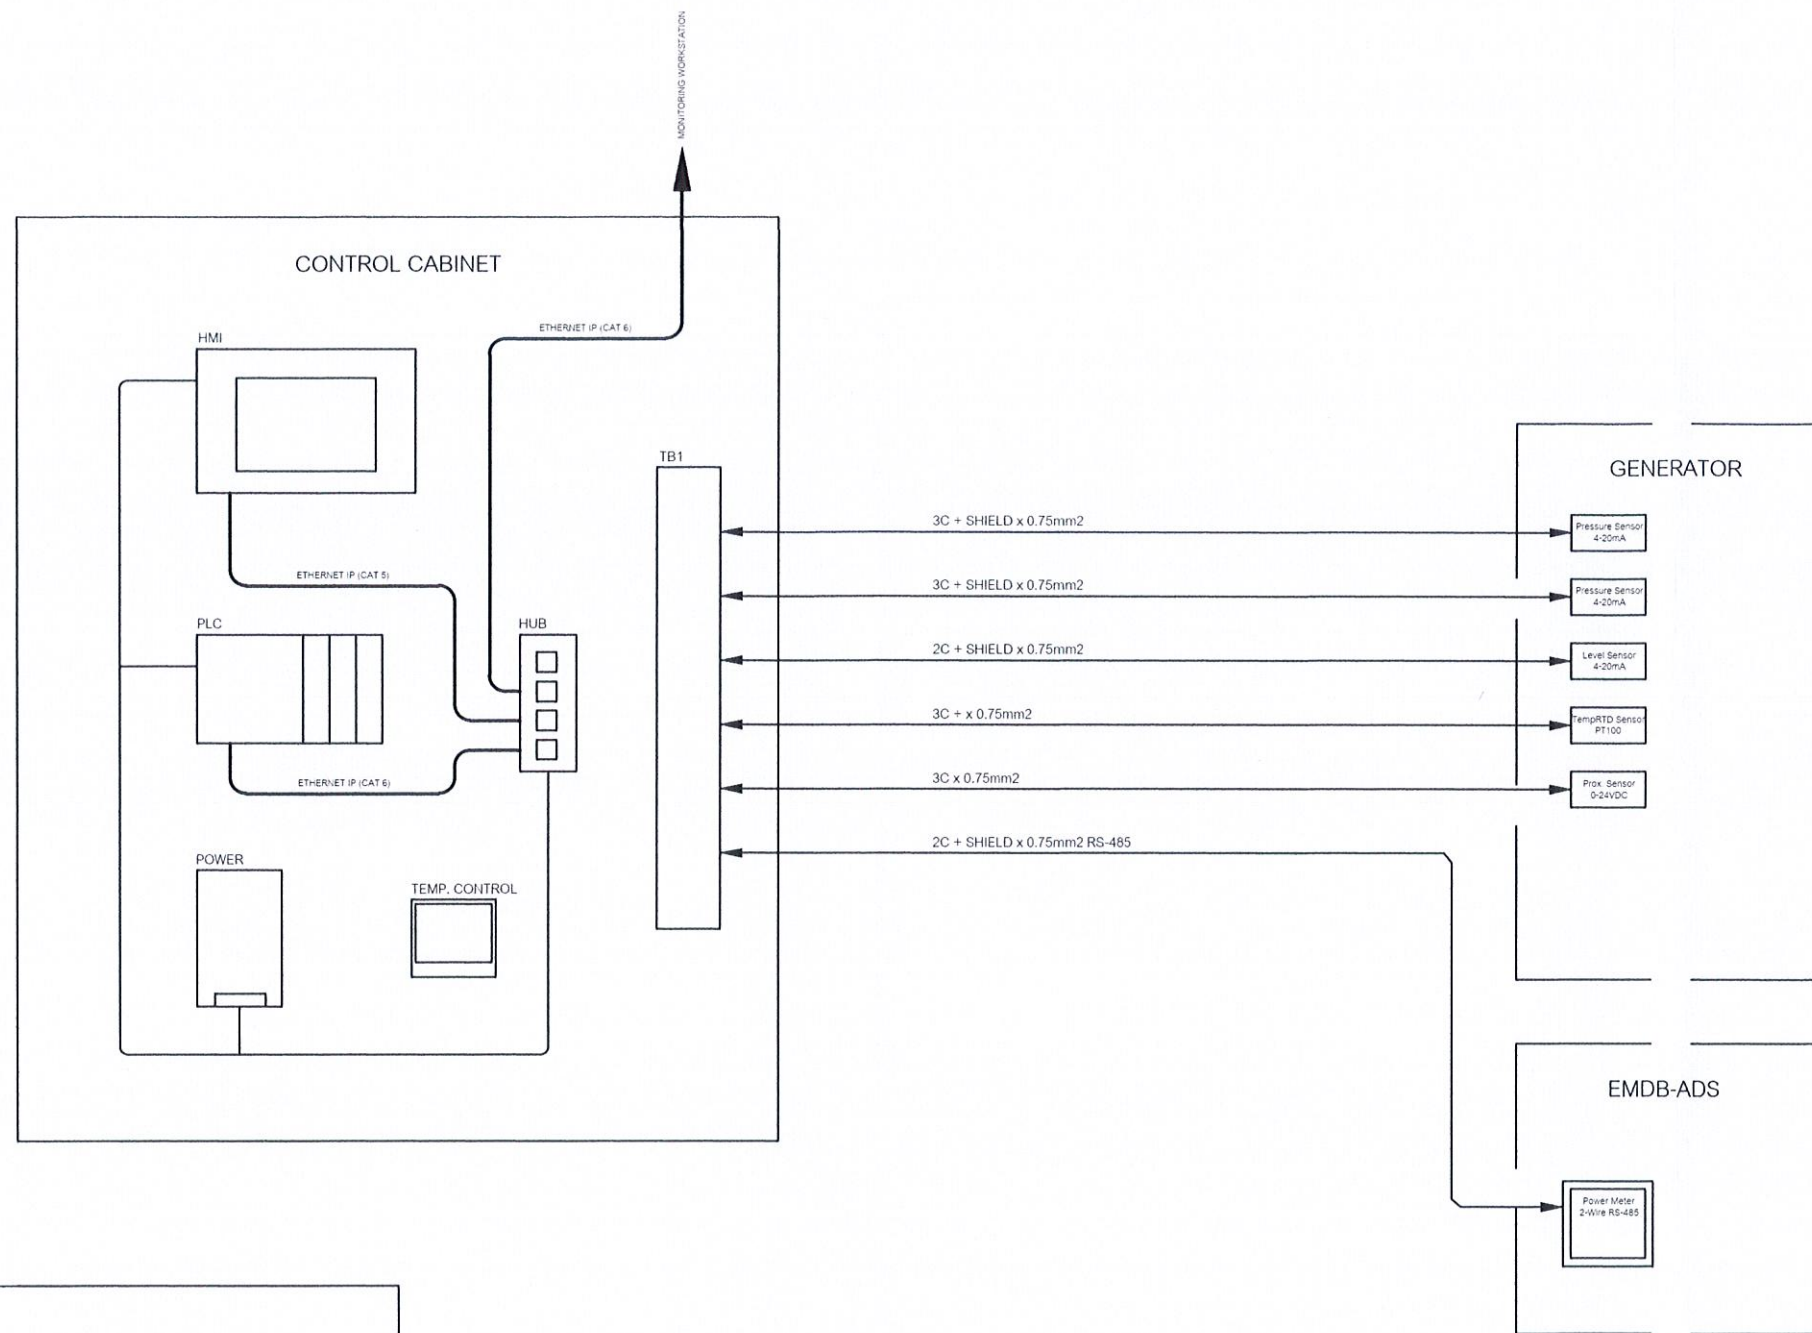 MONITORING WORKSTATION
CONTROL CABINET
ETHERNET IP (CAT 6)
HMI
TB1
GENERATOR
3C + SHIELD x 0.75mm2
Pressure Sensor
4-20mA
ETHERNET IP (CAT 5)
3C + SHIELD x 0.75mm2
Pressure Sensor
4-20mA
PLC
HUB
2C + SHIELD x 0.75mm2
Level Sensor
4-20mA
3C + x 0.75mm2
TempRTD Sensor
PT100
ETHERNET IP (CAT 6)
3C x 0.75mm2
Prox. Sensor
0-24VDC
2C + SHIELD x 0.75mm2 RS-485
POWER
TEMP. CONTROL
EMDB-ADS
Power Meter
2-Wire RS-485